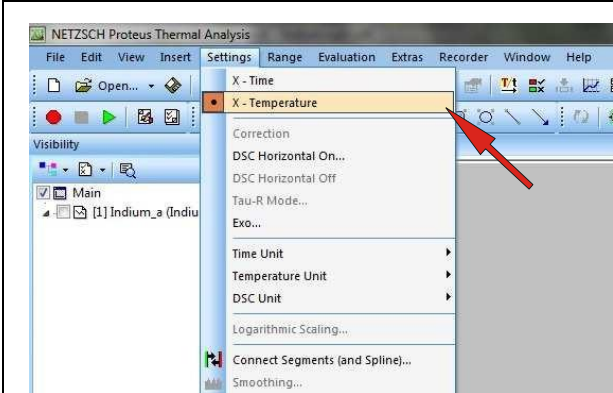 NETZSCH Proteus Thermal Analysis
File Edit View Insert Settings Range Evaluation Extras Recorder Window Help
Open...
X - Time
X - Temperature
Visibility
Correction
DSC Horizontal On...
DSC Horizontal Off
Main
Tau-R Mode...
[1] Indium_a (Indiu
Exo...
Time Unit
Temperature Unit
DSC Unit
Logarithmic Scaling...
Connect Segments (and Spline)...
Smoothing...